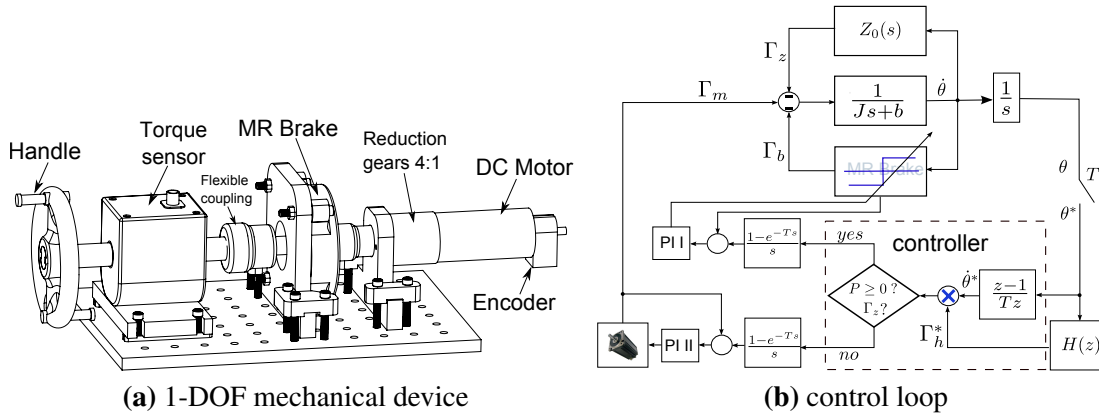 Handle
Torque
sensor
MR Brake
Flexible
coupling
Reduction
gears 4:1
DC Motor
Encoder
(a) 1-DOF mechanical device
Z₀(s)
Γz
Γm
1
Js+b
θ̇
1
s
Γb
MR Brake
θ
T
θ*
PI I
1−e^{−Ts}
s
yes
controller
P ≥ 0 ?
Γz?
θ̇*
z−1
Tz
Γh*
H(z)
PI II
1−e^{−Ts}
s
no
(b) control loop